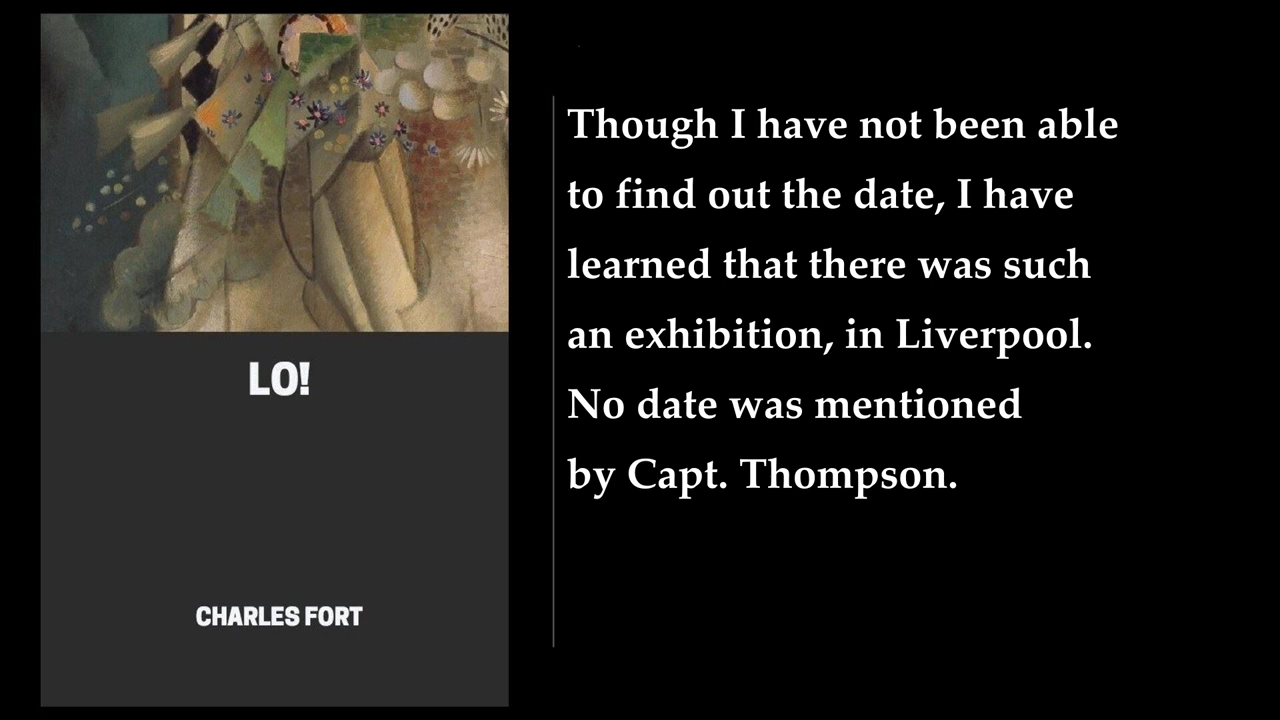 LO!
CHARLES FORT
Though I have not been able
to find out the date, I have
learned that there was such
an exhibition, in Liverpool.
No date was mentioned
by Capt. Thompson.